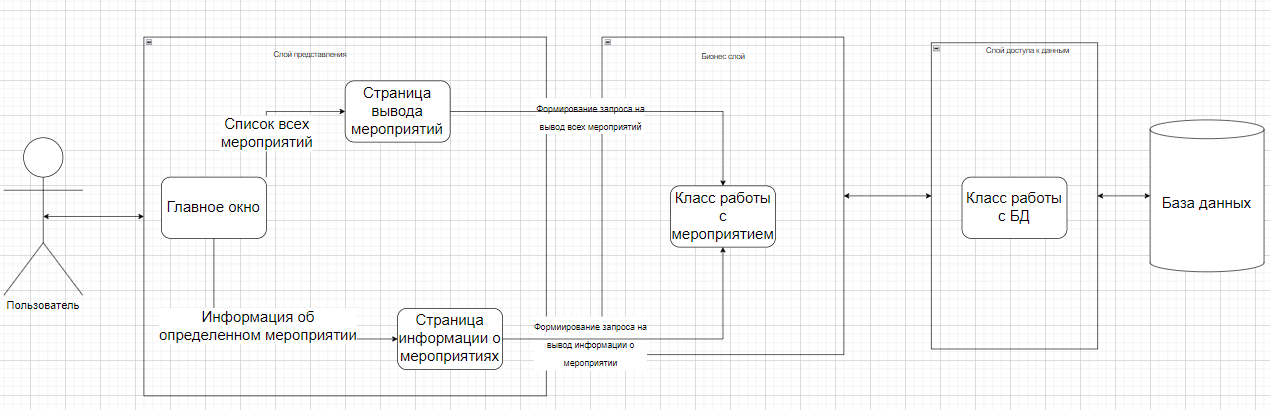 Слой представления
Бизнес слой
Слой доступа к данным
Страница
вывода
мероприятий
Формирование запроса на
вывод всех мероприятий
Список всех
мероприятий
Главное окно
Класс работы
с
мероприятием
Класс работы
с БД
База данных
Пользователь
Информация об
определенном мероприятии
Страница
информации о
мероприятиях
Формиирование запроса на
вывод информации о
мероприятии